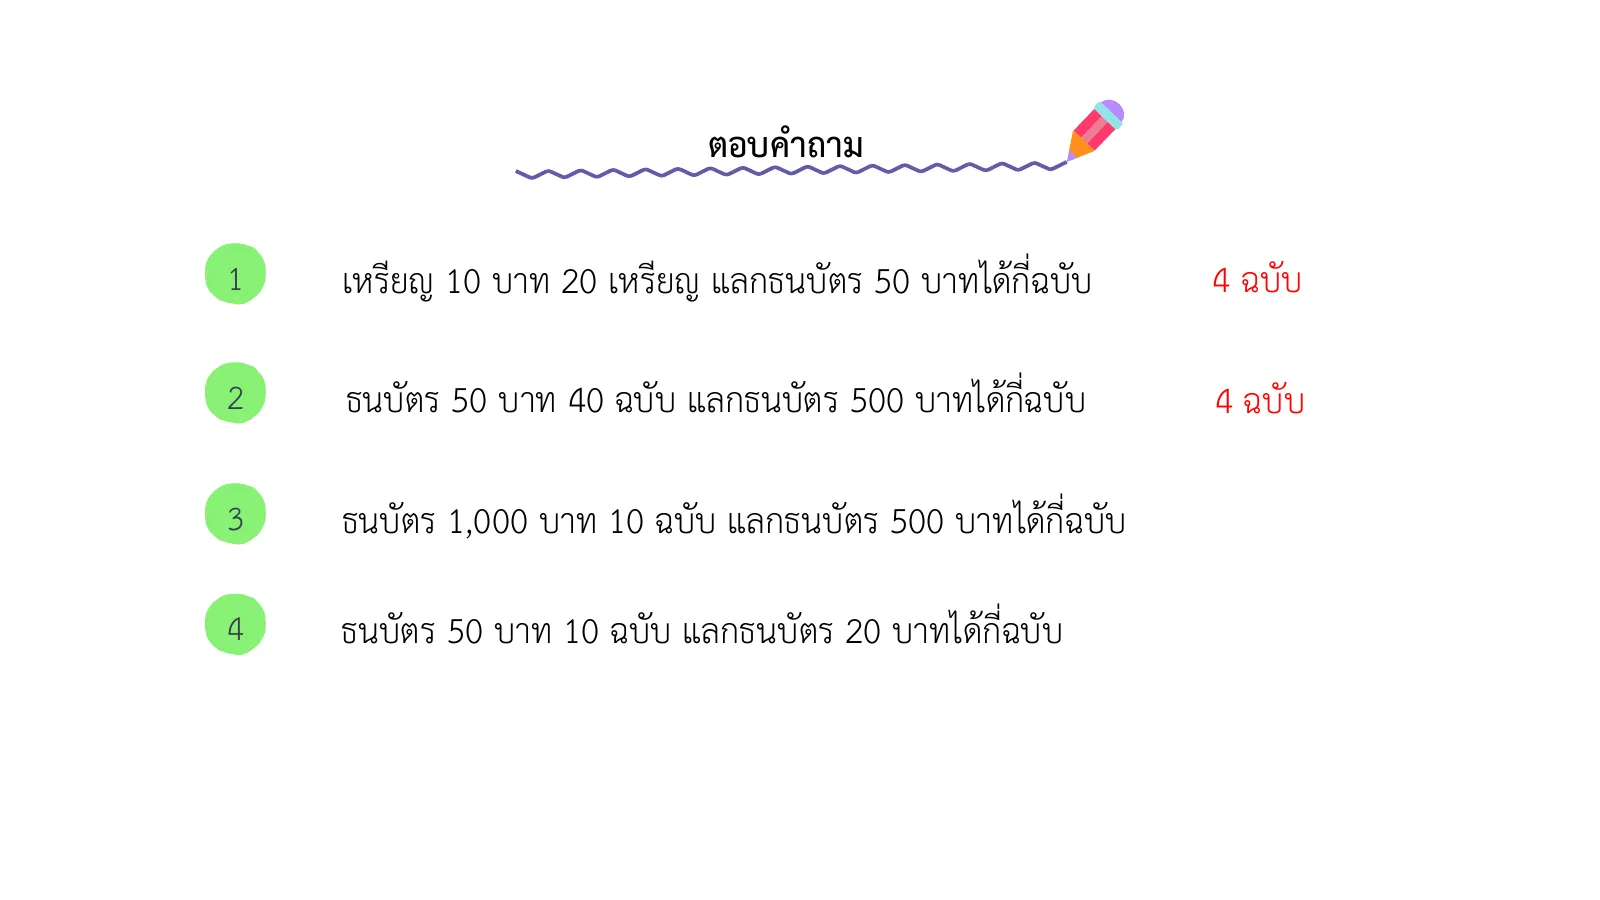 ตอบคำถาม
1 เหรียญ 10 บาท 20 เหรียญ แลกธนบัตร 50 บาทได้กี่ฉบับ 4 ฉบับ
2 ธนบัตร 50 บาท 40 ฉบับ แลกธนบัตร 500 บาทได้กี่ฉบับ 4 ฉบับ
3 ธนบัตร 1,000 บาท 10 ฉบับ แลกธนบัตร 500 บาทได้กี่ฉบับ
4 ธนบัตร 50 บาท 10 ฉบับ แลกธนบัตร 20 บาทได้กี่ฉบับ